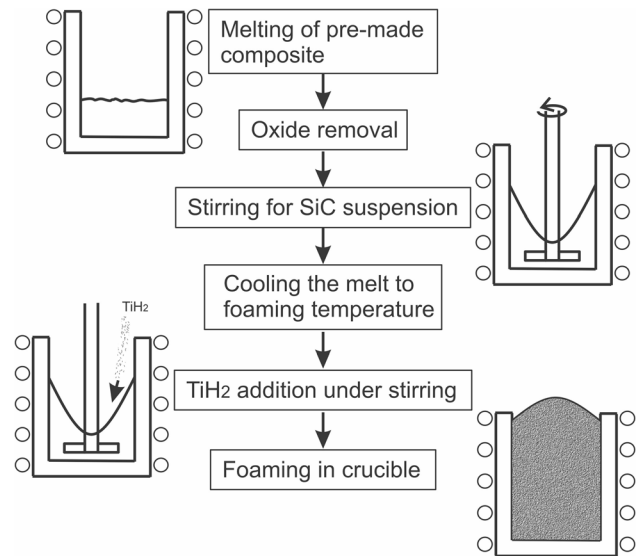 Melting of pre-made
composite
Oxide removal
Stirring for SiC suspension
Cooling the melt to
foaming temperature
TiH2
TiH2 addition under stirring
Foaming in crucible